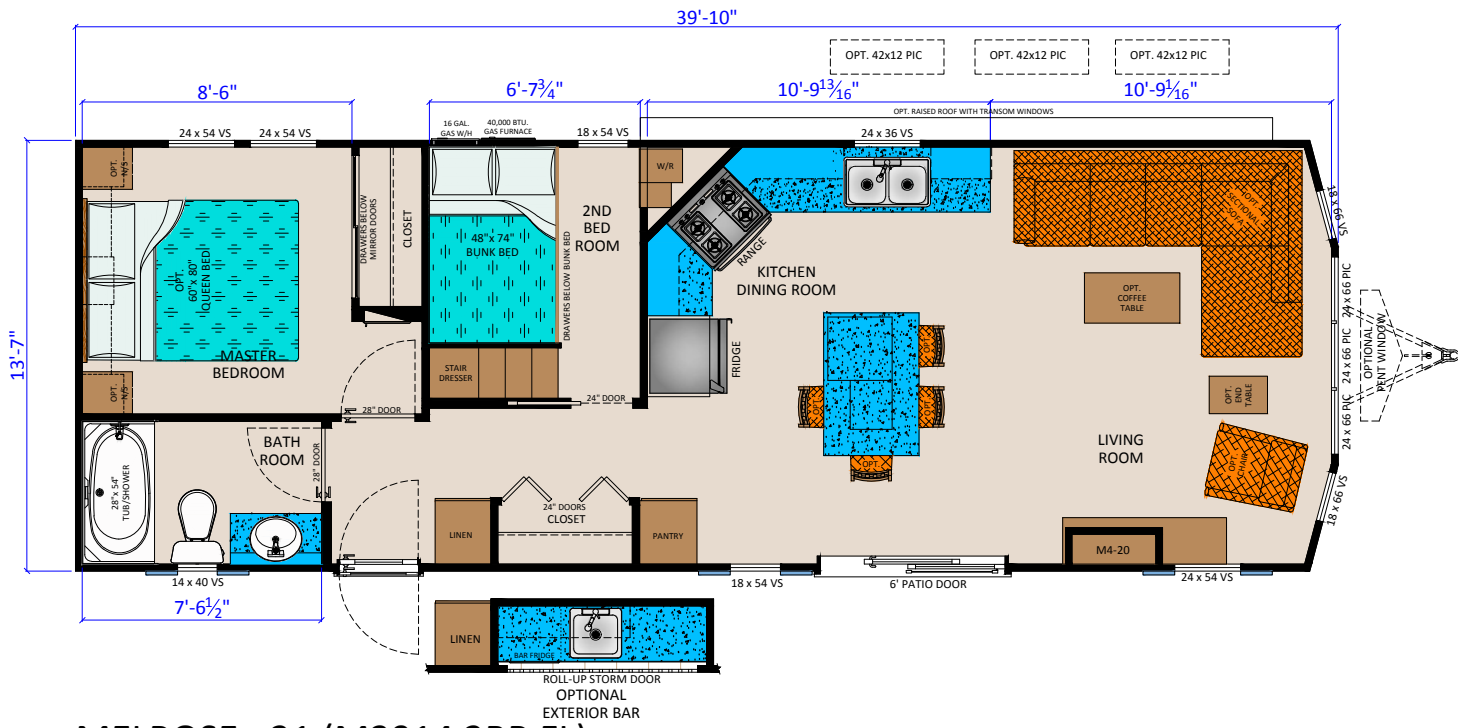 39'-10"
OPT. 42x12 PIC
OPT. 42x12 PIC
OPT. 42x12 PIC
8'-6"
6'-7¾"
10'-9¹³⁄₁₆"
10'-9¹⁄₁₆"
OPT. RAISED ROOF WITH TRANSOM WINDOWS
16 GAL.
GAS W/H
40,000 BTU.
GAS FURNACE
24 x 54 VS
24 x 54 VS
18 x 54 VS
24 x 36 VS
13'-7"
OPT.
N/S
DRAWERS BELOW
MIRROR DOORS
CLOSET
W/R
18 x 66 VS
OPT.
SECTIONAL
SOFA
2ND
BED
ROOM
48"x 74"
BUNK BED
DRAWERS BELOW BUNK BED
OPT.
60"x 80"
QUEEN BED
RANGE
KITCHEN
DINING ROOM
OPT.
COFFEE
TABLE
24 x 66 PIC
24 x 66 PIC
24 x 66 PIC
OPTIONAL
PENT WINDOW
MASTER
BEDROOM
OPT.
N/S
STAIR
DRESSER
FRIDGE
OPT.
OPT.
OPT.
OPT.
OPT.
END
TABLE
24" DOOR
28" DOOR
BATH
ROOM
28" DOOR
28"x 54"
TUB/SHOWER
LIVING
ROOM
OPT.
CHAIR
18 x 66 VS
LINEN
24" DOORS
CLOSET
PANTRY
M4-20
14 x 40 VS
18 x 54 VS
6' PATIO DOOR
24 x 54 VS
7'-6½"
LINEN
BAR FRIDGE
ROLL-UP STORM DOOR
OPTIONAL
EXTERIOR BAR